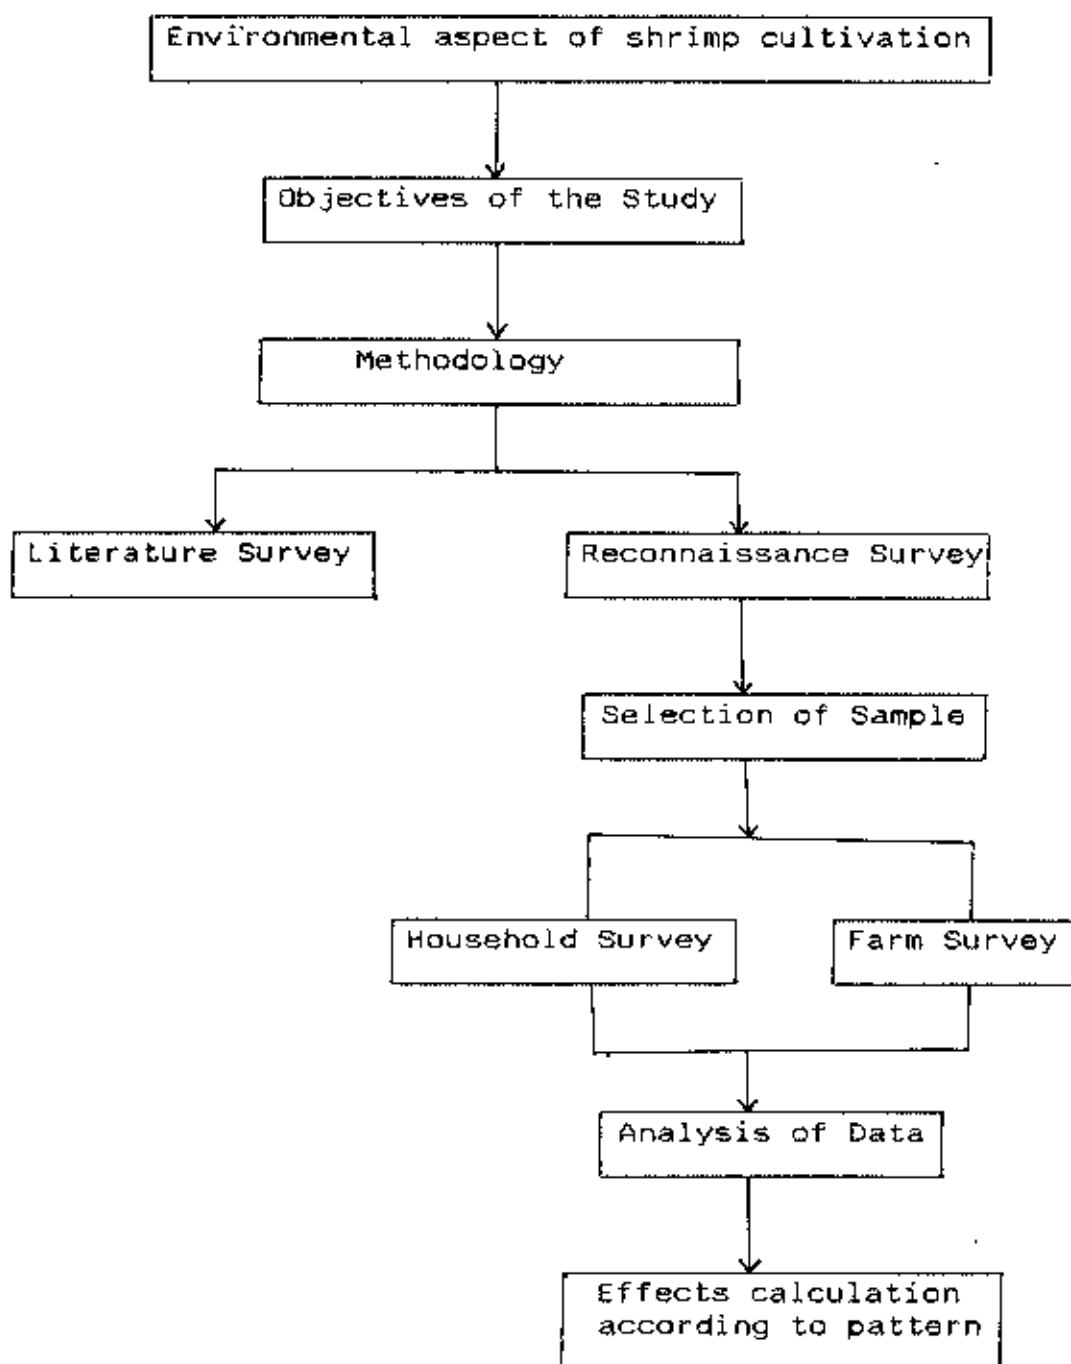 Environmental aspect of shrimp cultivation
Objectives of the Study
Methodology
Literature Survey
Reconnaissance Survey
Selection of Sample
Household Survey
Farm Survey
Analysis of Data
Effects calculation
according to pattern